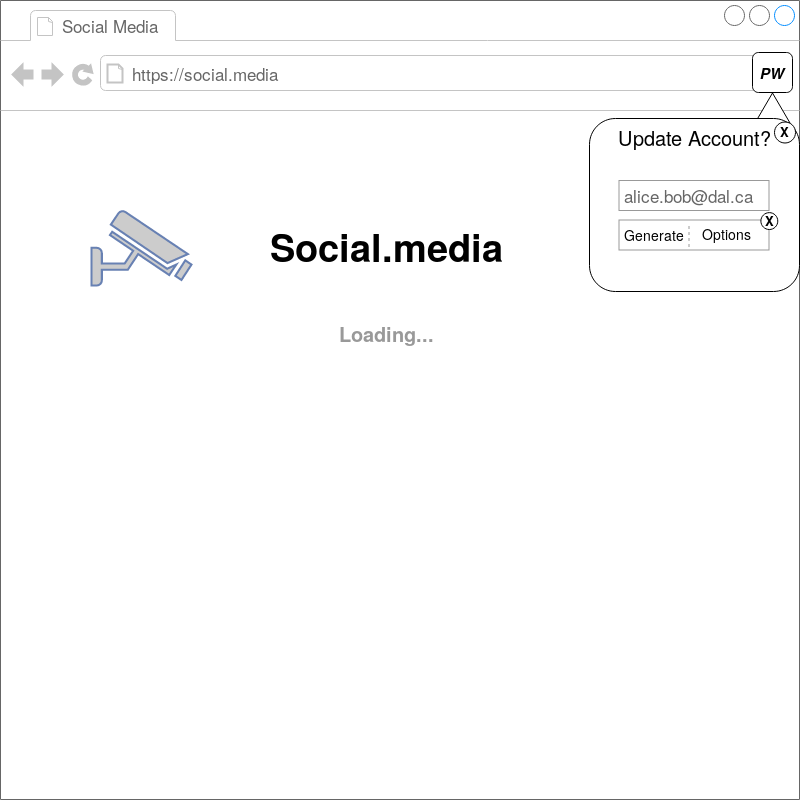 Social Media
https://social.media
PW
Update Account?
X
alice.bob@dal.ca
X
Generate
Options
Social.media
Loading...